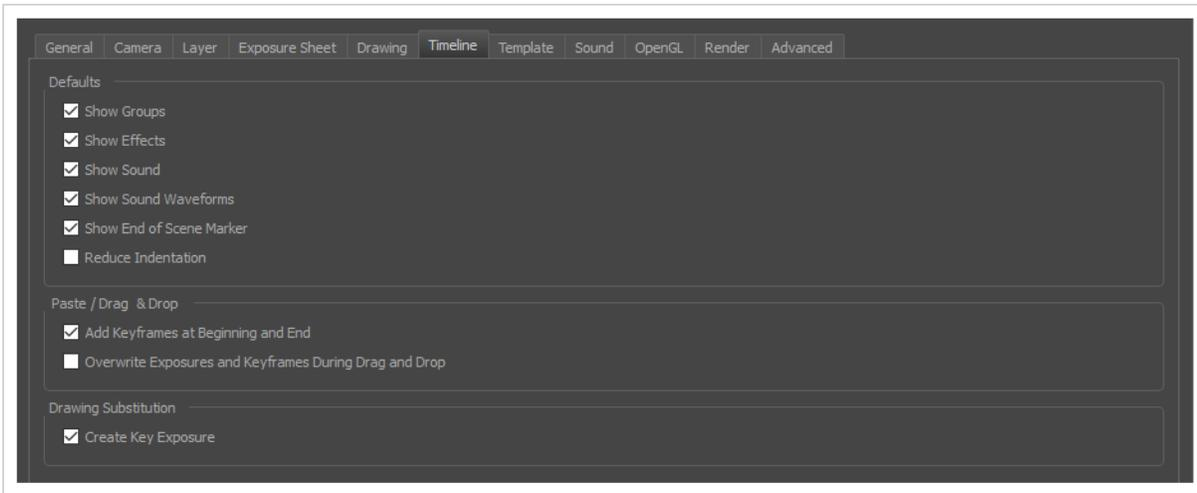 General Camera Layer Exposure Sheet Drawing Timeline Template Sound OpenGL Render Advanced
Defaults
Show Groups
Show Effects
Show Sound
Show Sound Waveforms
Show End of Scene Marker
Reduce Indentation
Paste / Drag & Drop
Add Keyframes at Beginning and End
Overwrite Exposures and Keyframes During Drag and Drop
Drawing Substitution
Create Key Exposure